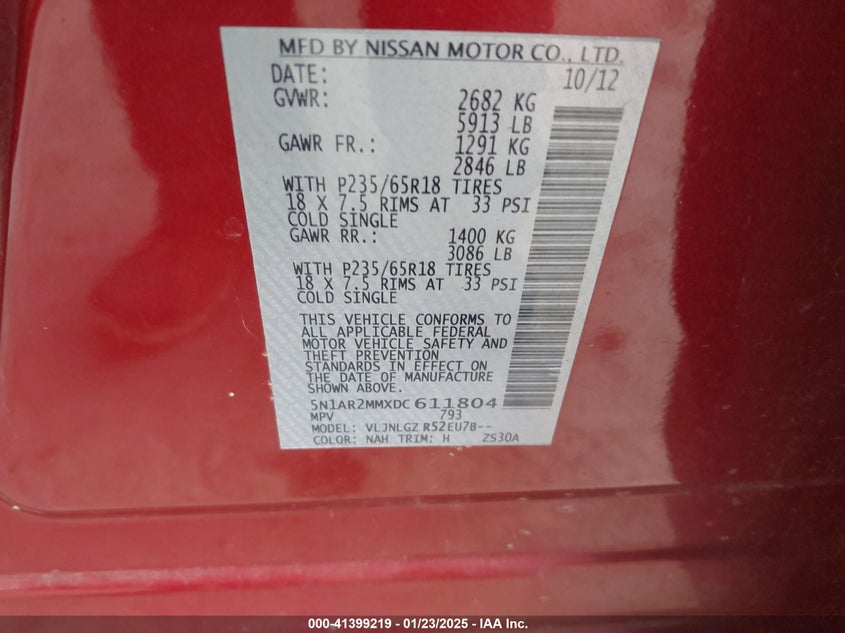 MFD BY NISSAN MOTOR CO., LTD.
DATE: 10/12
GVWR: 2682 KG
5913 LB
GAWR FR.: 1291 KG
2846 LB
WITH P235/65R18 TIRES
18 X 7.5 RIMS AT 33 PSI
COLD SINGLE
GAWR RR.: 1400 KG
3086 LB
WITH P235/65R18 TIRES
18 X 7.5 RIMS AT 33 PSI
COLD SINGLE
THIS VEHICLE CONFORMS TO
ALL APPLICABLE FEDERAL
MOTOR VEHICLE SAFETY AND
THEFT PREVENTION
STANDARDS IN EFFECT ON
THE DATE OF MANUFACTURE
SHOWN ABOVE.
5N1AR2MMXDC611804
MPV 793
MODEL: VLJNLGZ R52EU7B--
COLOR: NAH TRIM: H ZS30A
000-41399219 - 01/23/2025 - IAA Inc.